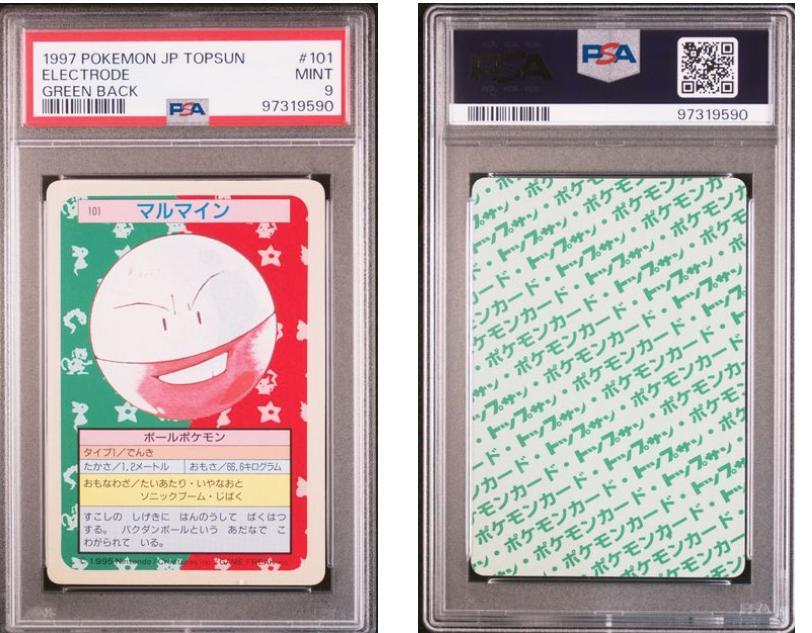 1997 POKEMON JP TOPSUN #101
ELECTRODE MINT
GREEN BACK 9
PSA 97319590
101 マルマイン
ボールポケモン
タイプ1/でんき
たかさ/1.2メートル おもさ/66.6キログラム
おもなわざ/たいあたり・いやなおと
ソニックブーム・じばく
すこしの しげきに はんのうして ばくはつ
する。 バクダンボールという あだなで こ
わがられて いる。
© 1995 Nintendo
PSA
PSA
97319590
トップサン・ポケモンカード・トップサン・ポケモンカード